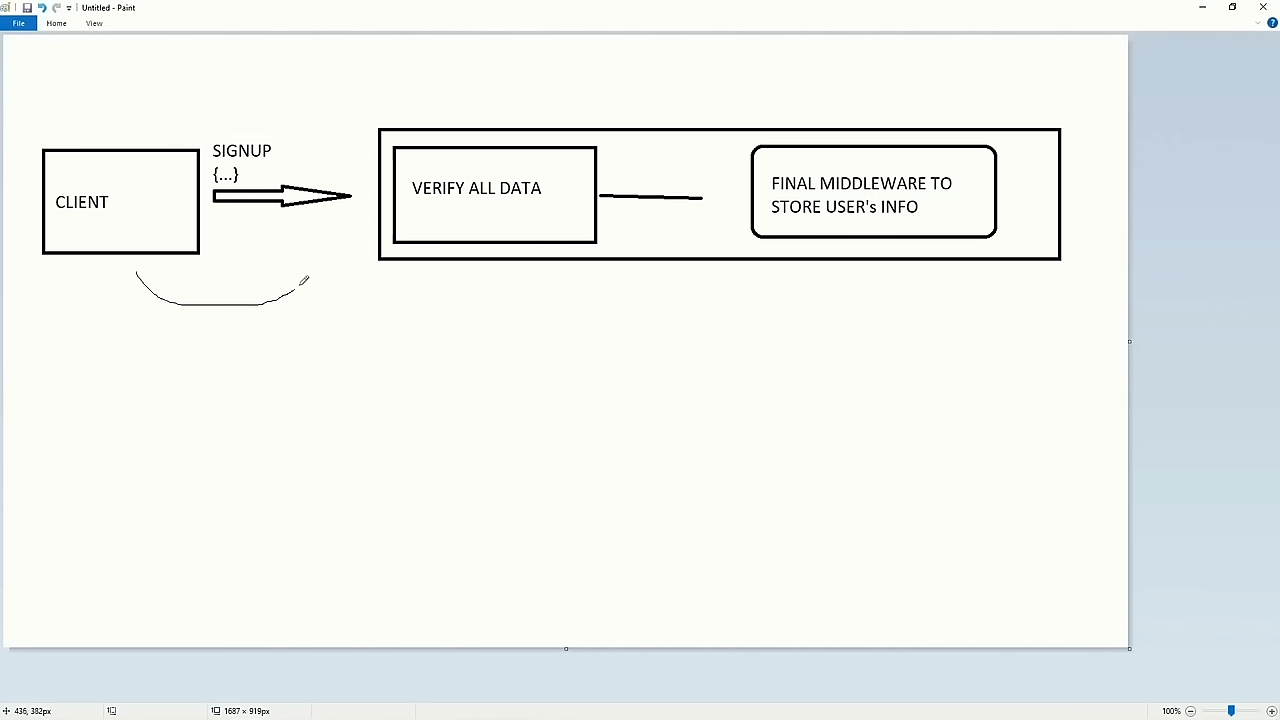 Untitled - Paint
File Home View
SIGNUP
{...}
CLIENT
VERIFY ALL DATA
FINAL MIDDLEWARE TO
STORE USER's INFO
436, 382px
1687 × 919px
100%